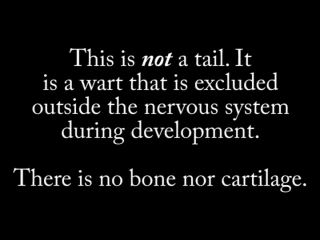 This is not a tail. It
is a wart that is excluded
outside the nervous system
during development.
There is no bone nor cartilage.